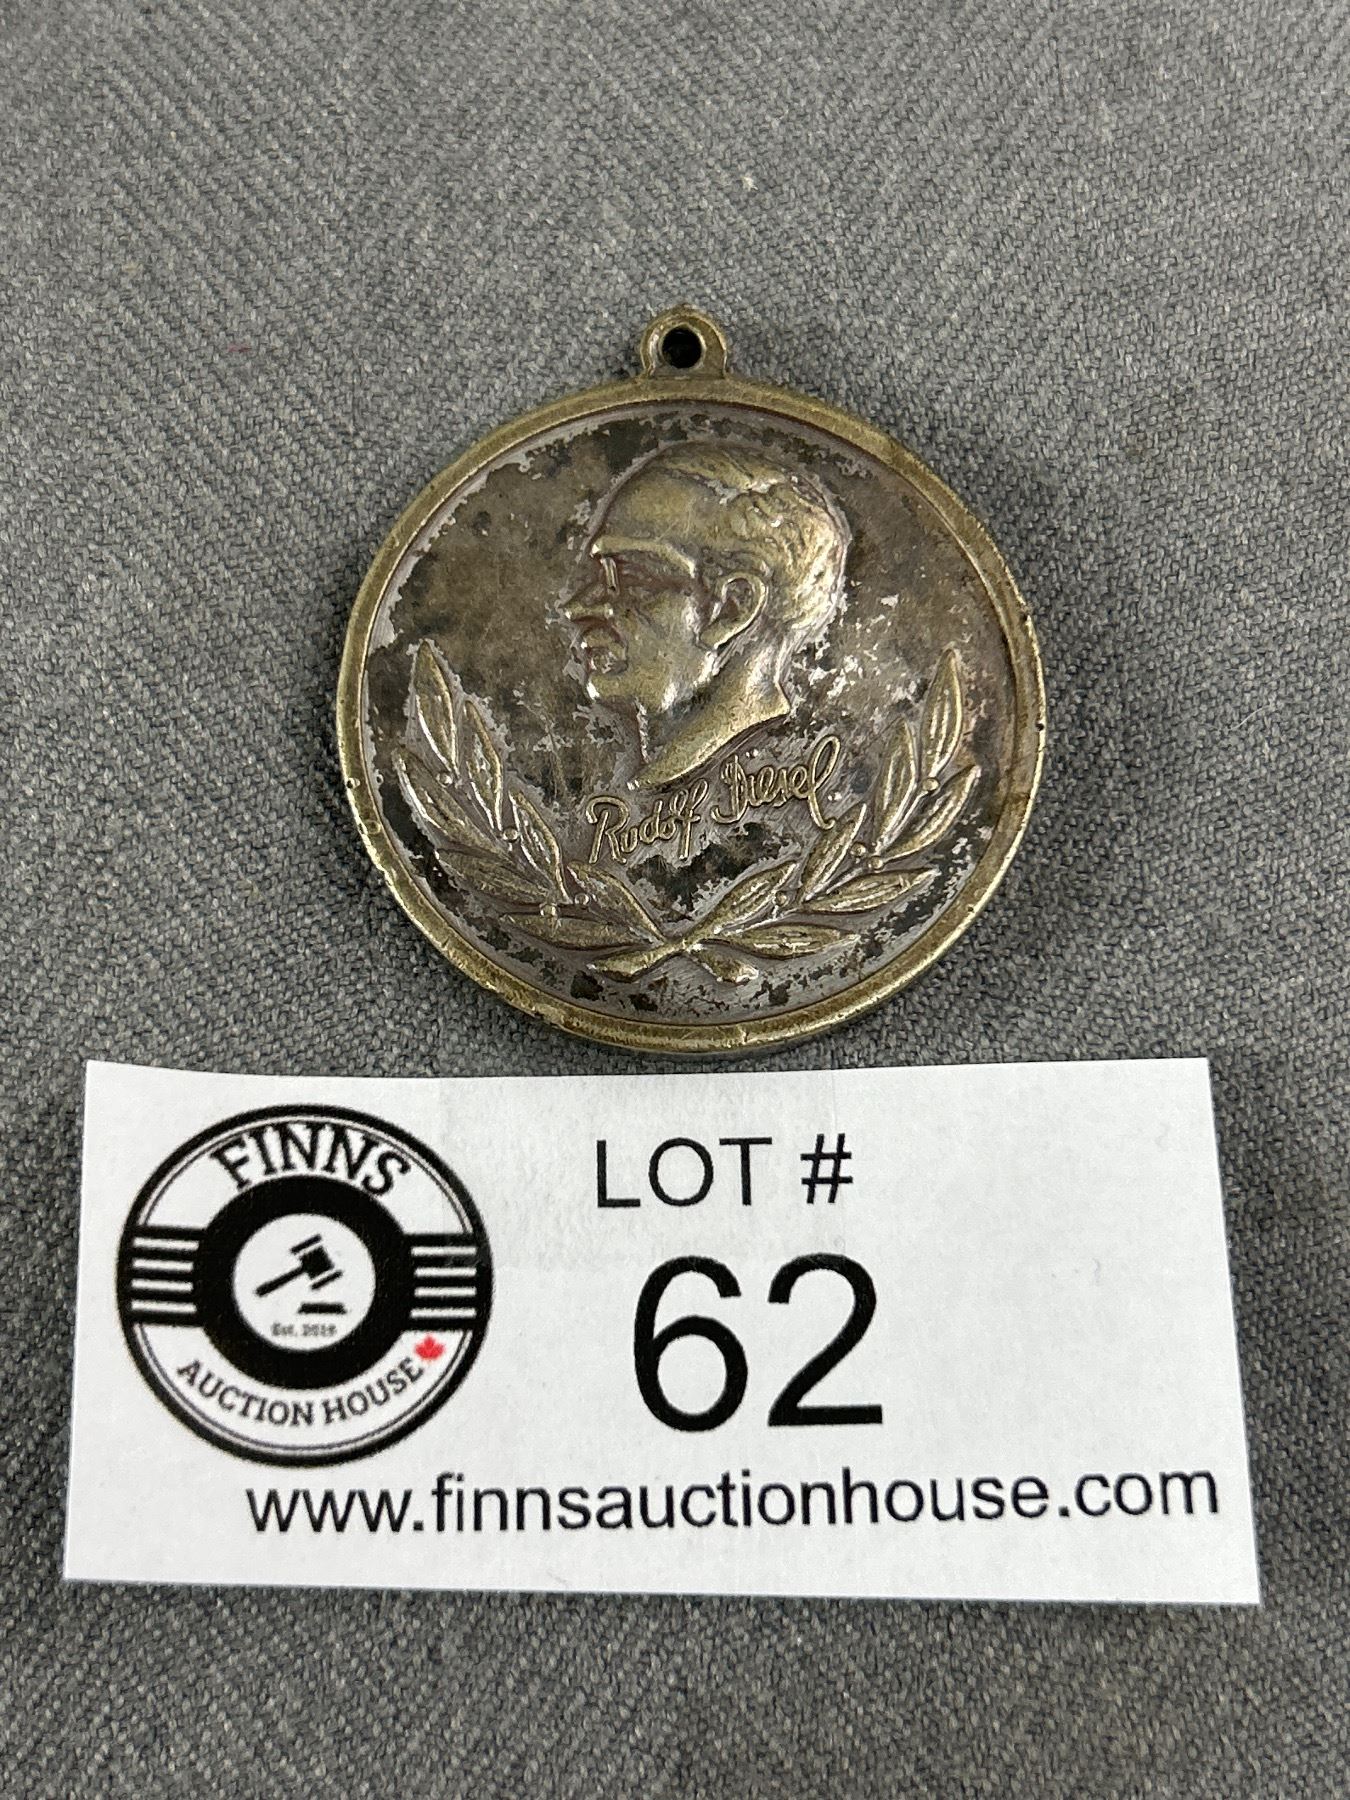 Rudolf Diesel
FINNS
Est. 2019
AUCTION HOUSE
LOT #
62
www.finnsauctionhouse.com